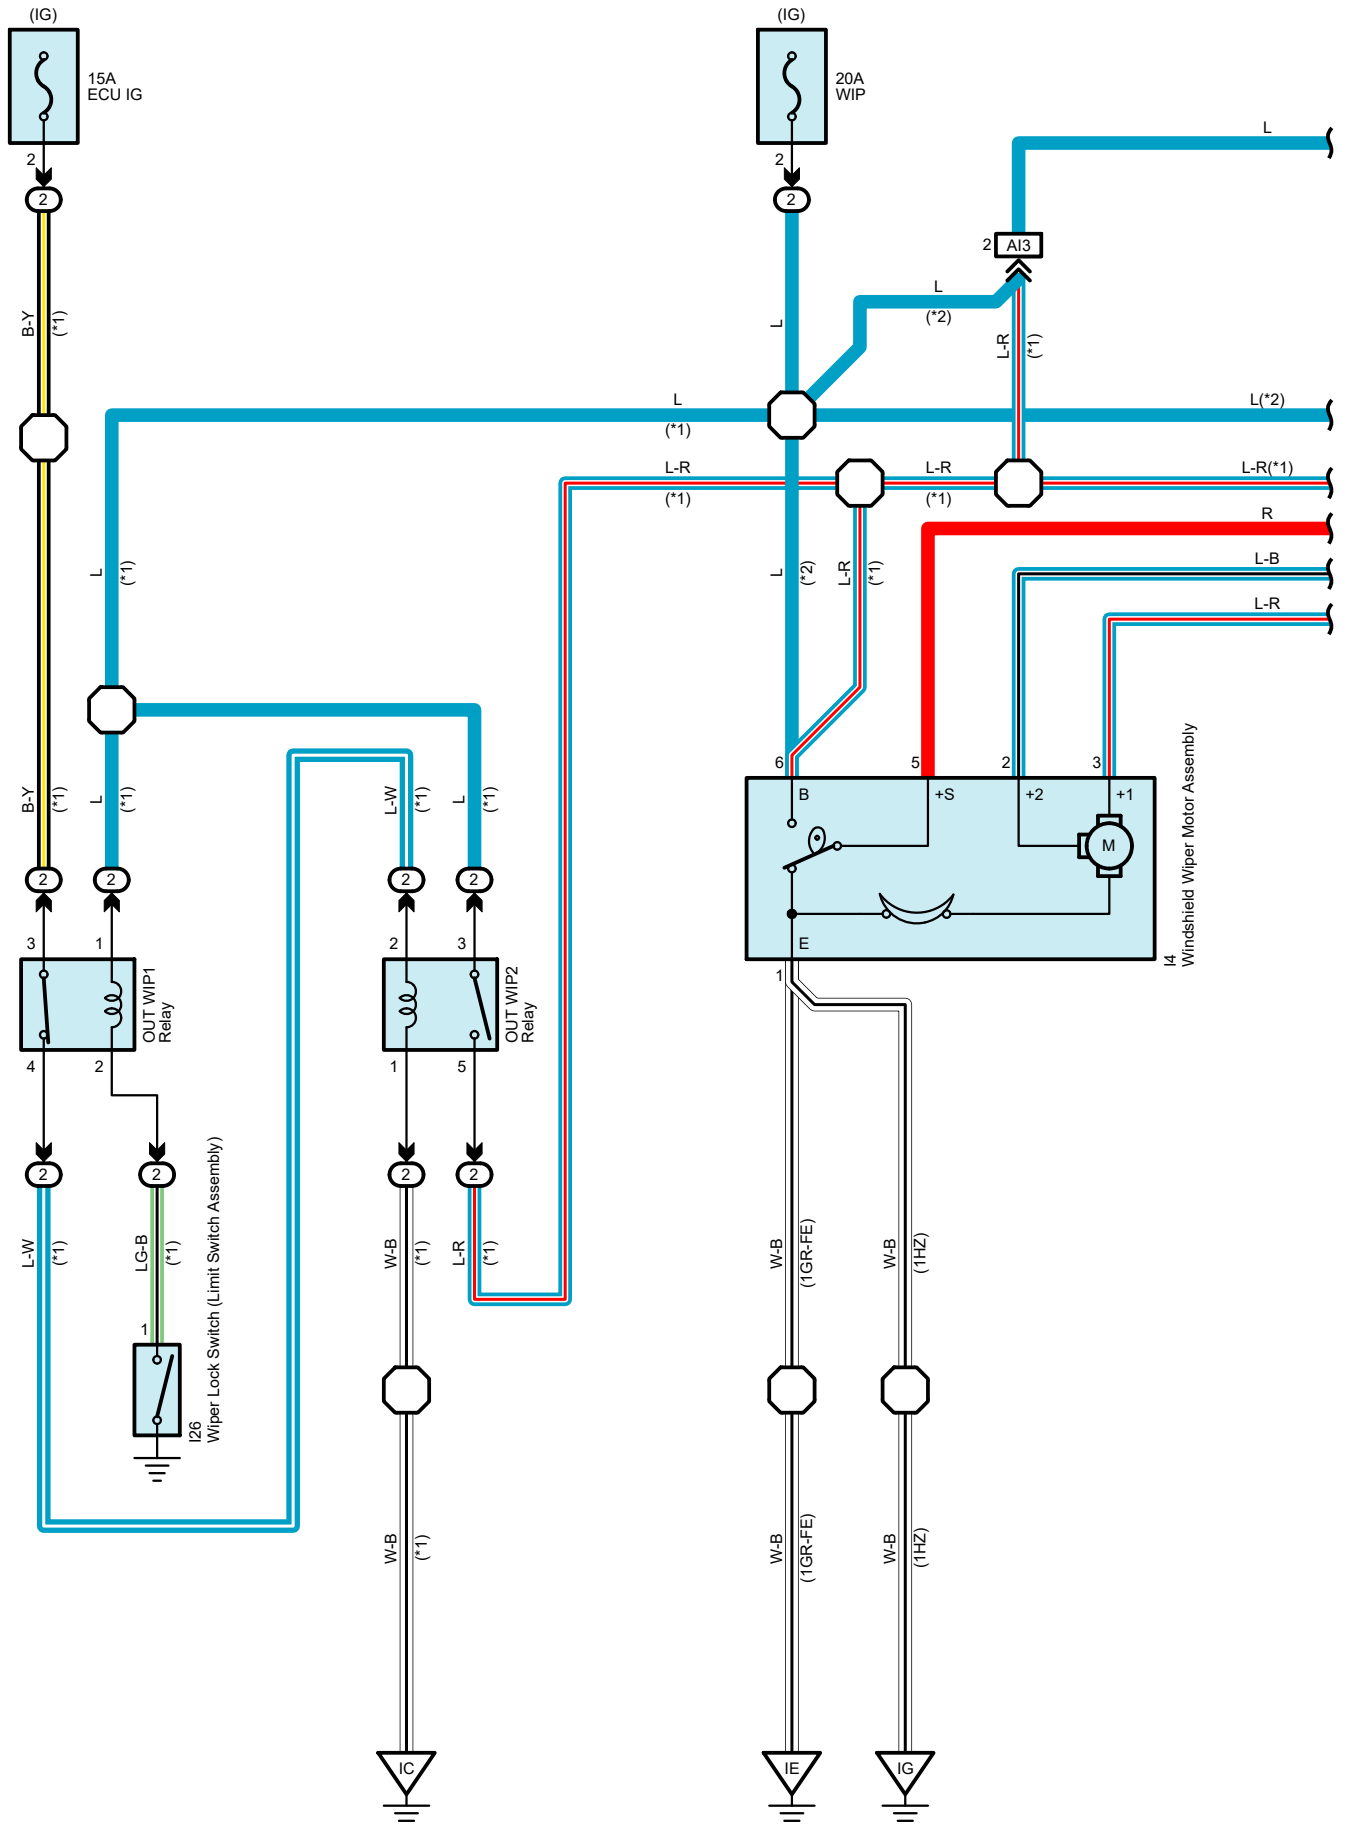 (IG)
15A
ECU IG
2
2
(IG)
20A
WIP
2
2
L
2
AI3
L
(*2)
L-R
(*1)
B-Y
(*1)
L
L
(*1)
L(*2)
L-R
(*1)
L-R
(*1)
L-R(*1)
R
L-B
L-R
L
(*1)
L
(*2)
L-R
(*1)
B-Y
(*1)
L
(*1)
L-W
(*1)
L
(*1)
6
5
2
3
B
+S
+2
+1
M
E
1
I4
Windshield Wiper Motor Assembly
2
2
2
2
3
1
OUT WIP1
Relay
4
2
2
3
OUT WIP2
Relay
1
5
2
2
2
2
L-W
(*1)
LG-B
(*1)
1
I26
Wiper Lock Switch (Limit Switch Assembly)
W-B
(*1)
L-R
(*1)
W-B
(1GR-FE)
W-B
(1HZ)
W-B
(*1)
W-B
(1GR-FE)
W-B
(1HZ)
IC
IE
IG